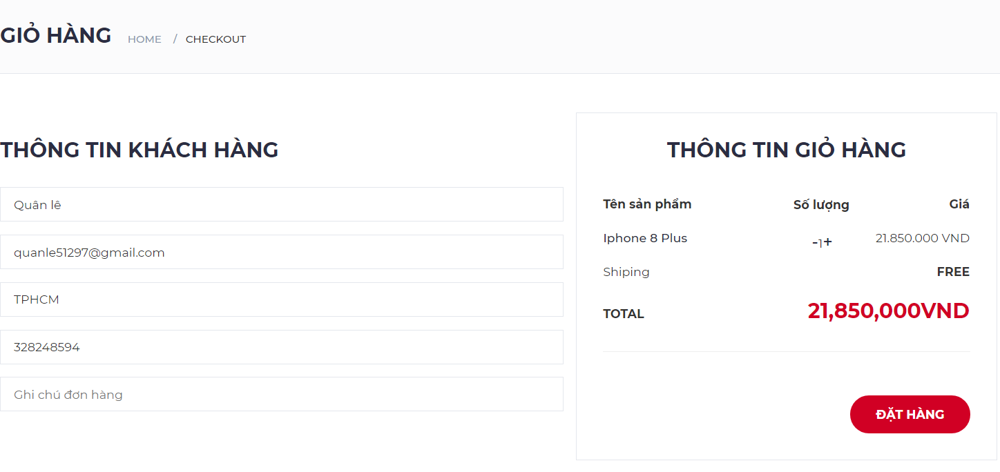 GIỎ HÀNG HOME / CHECKOUT
THÔNG TIN KHÁCH HÀNG
Quân lê
quanle51297@gmail.com
TPHCM
328248594
Ghi chú đơn hàng
THÔNG TIN GIỎ HÀNG
Tên sản phẩm Số lượng Giá
Iphone 8 Plus -1+ 21.850.000 VND
Shiping FREE
TOTAL 21,850,000VND
ĐẶT HÀNG